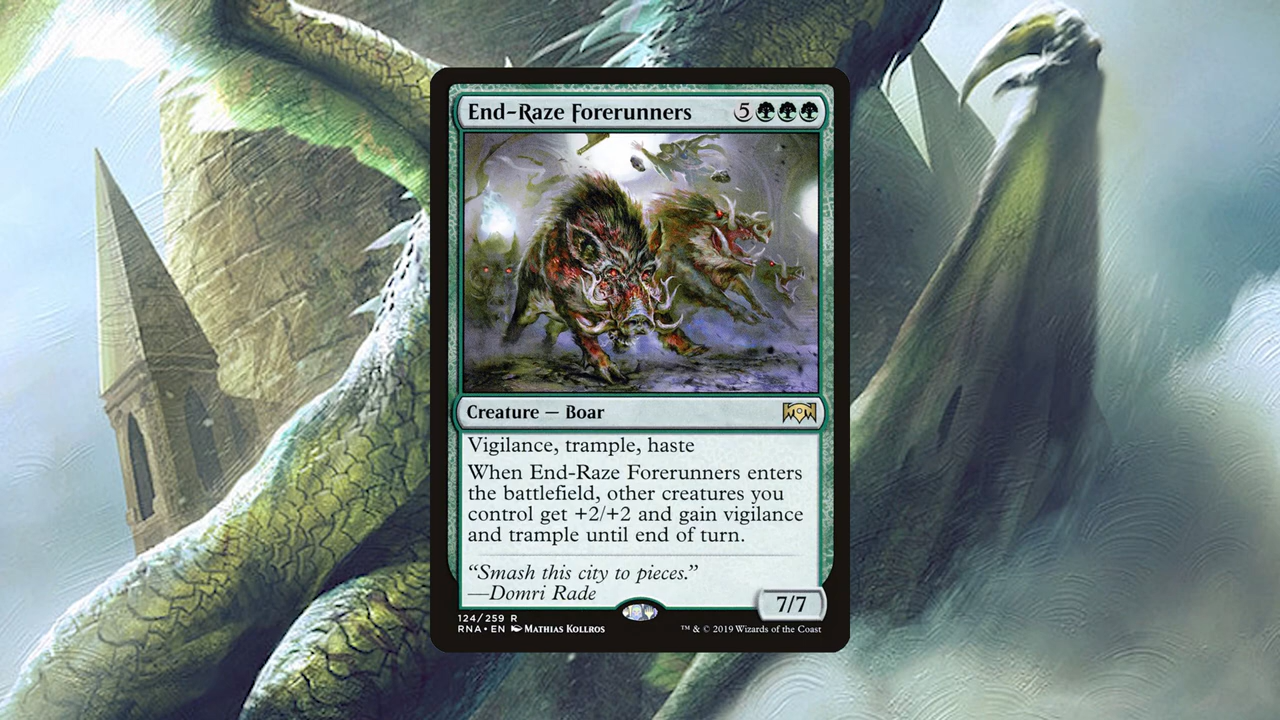 End-Raze Forerunners 5
Creature — Boar
Vigilance, trample, haste
When End-Raze Forerunners enters
the battlefield, other creatures you
control get +2/+2 and gain vigilance
and trample until end of turn.
“Smash this city to pieces.”
—Domri Rade
7/7
124/259 R
RNA • EN Mathias Kollros
™ & © 2019 Wizards of the Coast